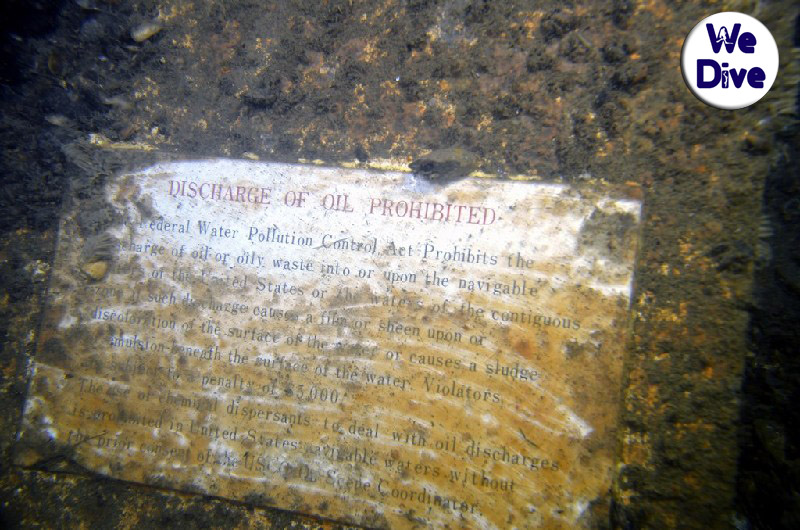 We
Dive
DISCHARGE OF OIL PROHIBITED
Federal Water Pollution Control Act Prohibits the
of oil or oily waste into or upon the navigable
of the United States or the waters of the contiguous
if such discharge causes a film or sheen upon or
discoloration of the surface of the water or causes a sludge
emulsion beneath the surface of the water. Violators
penalty of $5,000.
The use of chemical dispersants to deal with oil discharges
is prohibited in United States navigable waters without
the prior consent of the Coordinator.